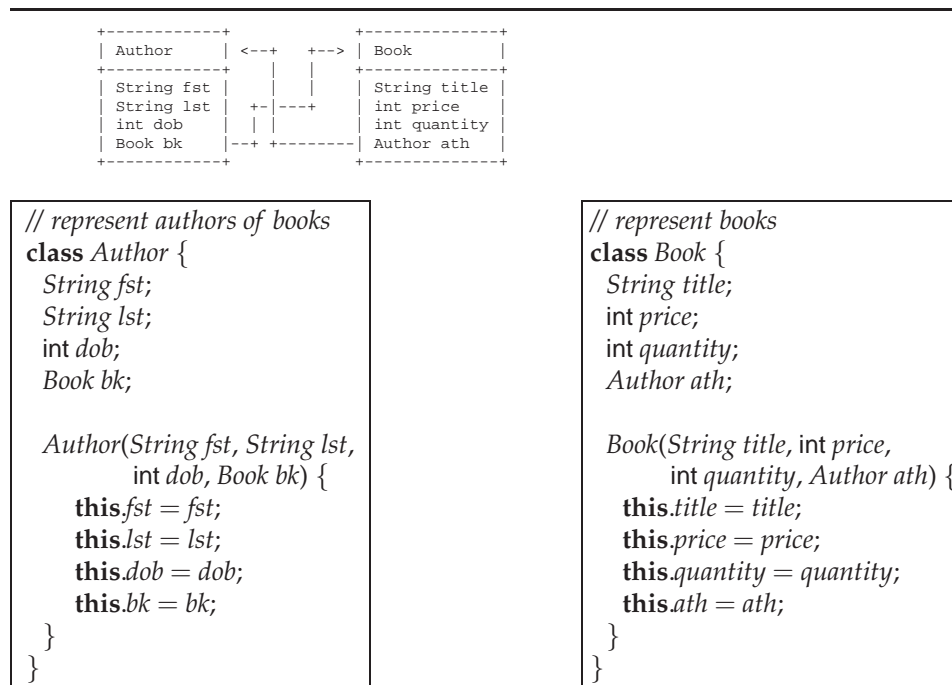 +------------+             +--------------+
| Author     | <--+   +--> | Book         |
+------------+    |   |    +--------------+
| String fst |    |   |    | String title |
| String lst |  +-|---+    | int price    |
| int dob    |  | |        | int quantity |
| Book bk    |--+ +--------| Author ath   |
+------------+             +--------------+
// represent authors of books
class Author {
String fst;
String lst;
int dob;
Book bk;
Author(String fst, String lst,
int dob, Book bk) {
this.fst = fst;
this.lst = lst;
this.dob = dob;
this.bk = bk;
}
}
// represent books
class Book {
String title;
int price;
int quantity;
Author ath;
Book(String title, int price,
int quantity, Author ath) {
this.title = title;
this.price = price;
this.quantity = quantity;
this.ath = ath;
}
}